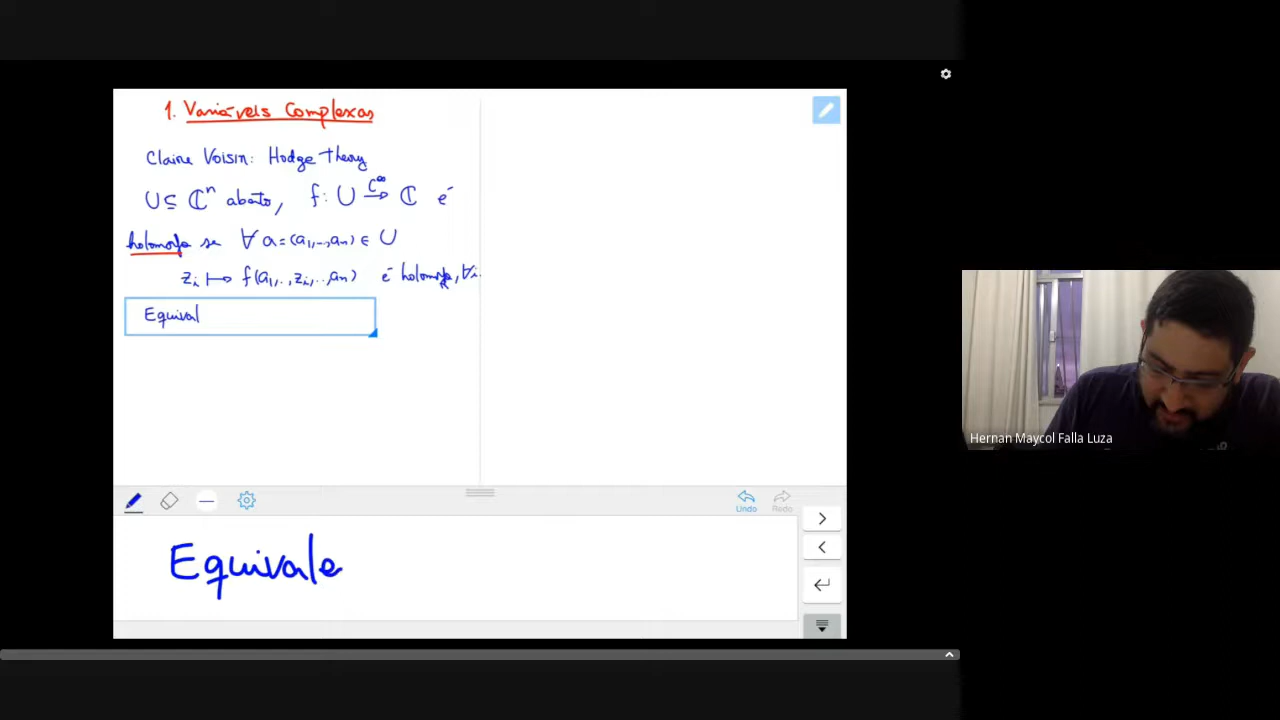 1. Variáveis Complexas
Claire Voisin: Hodge Theory
U ⊆ ℂⁿ aberto, f: U →^{C^∞} ℂ é
holomorfa se ∀ a=(a₁,...,aₙ) ∈ U
zᵢ ↦ f(a₁,..,zᵢ,..,aₙ) é holomorfa, ∀i.
Equival
Undo
Redo
Equivale
Hernan Maycol Falla Luza